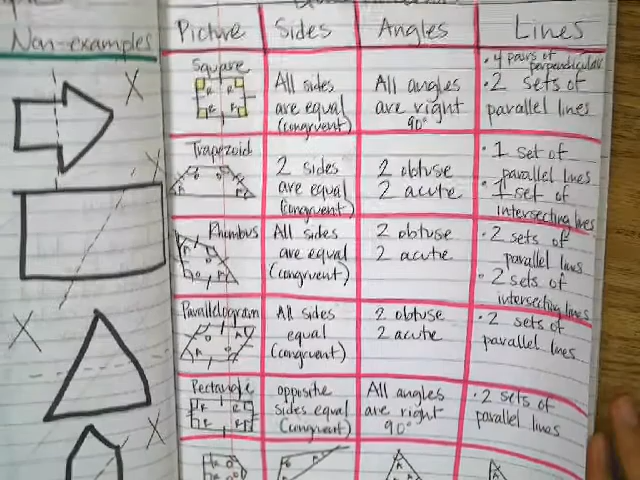 Non-examples
Picture Sides Angles Lines
Square
R R
R R
All sides
are equal
(congruent)
All angles
are right
90°
• 4 pairs of
perpendicular
• 2 sets of
parallel lines
Trapezoid
2 sides
are equal
(congruent)
2 obtuse
2 acute
• 1 set of
parallel lines
• 1 set of
intersecting lines
Rhombus
All sides
are equal
(congruent)
2 obtuse
2 acute
• 2 sets of
parallel lines
• 2 sets of
intersecting lines
Parallelogram
All sides
equal
(congruent)
2 obtuse
2 acute
• 2 sets of
parallel lines
Rectangle
R R
R R
opposite
sides equal
(congruent)
All angles
are right
90°
• 2 sets of
parallel lines